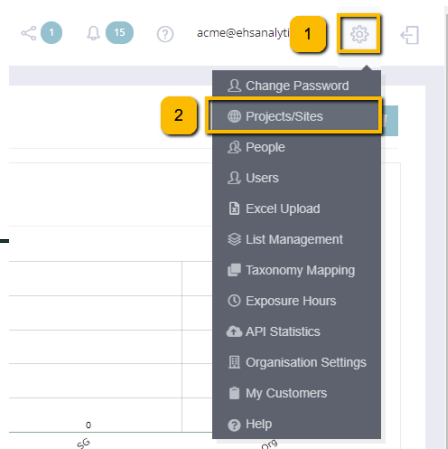 1
15
acme@ehsanalyti
1
Change Password
2
Projects/Sites
People
Users
Excel Upload
List Management
Taxonomy Mapping
Exposure Hours
API Statistics
Organisation Settings
My Customers
Help
0
SG
Org